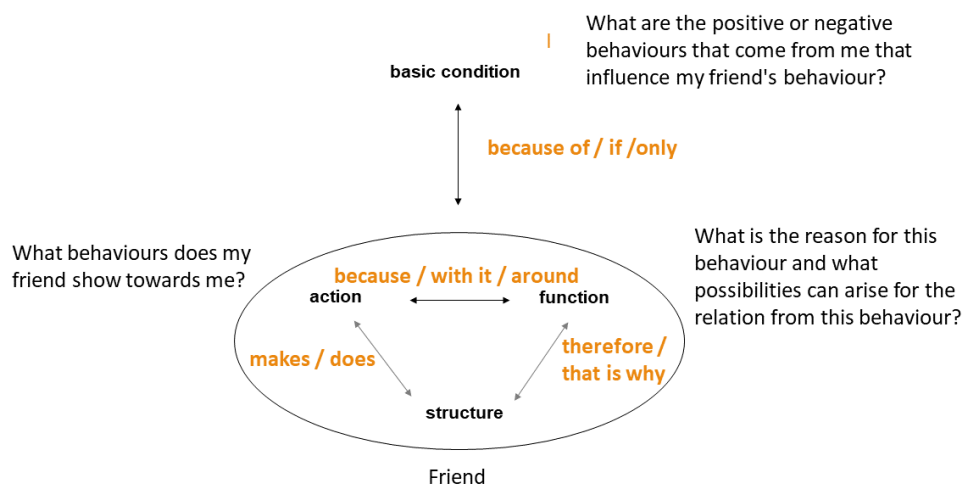 What are the positive or negative
behaviours that come from me that
influence my friend's behaviour?
I
basic condition
because of / if /only
What behaviours does my
friend show towards me?
What is the reason for this
behaviour and what
possibilities can arise for the
relation from this behaviour?
because / with it / around
action
function
makes / does
therefore /
that is why
structure
Friend